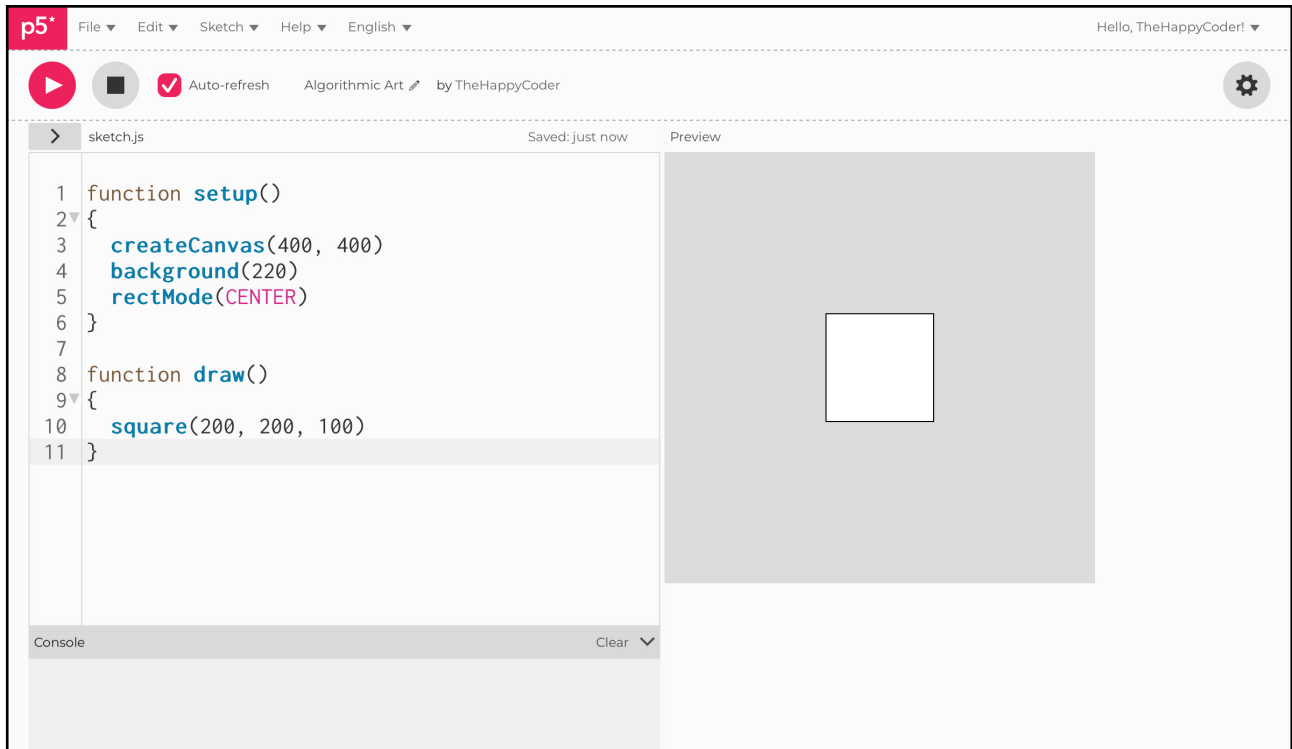 p5* File Edit Sketch Help English Hello, TheHappyCoder!
Auto-refresh Algorithmic Art by TheHappyCoder
sketch.js Saved: just now Preview
1 function setup()
2 {
3 createCanvas(400, 400)
4 background(220)
5 rectMode(CENTER)
6 }
7
8 function draw()
9 {
10 square(200, 200, 100)
11 }
Console Clear